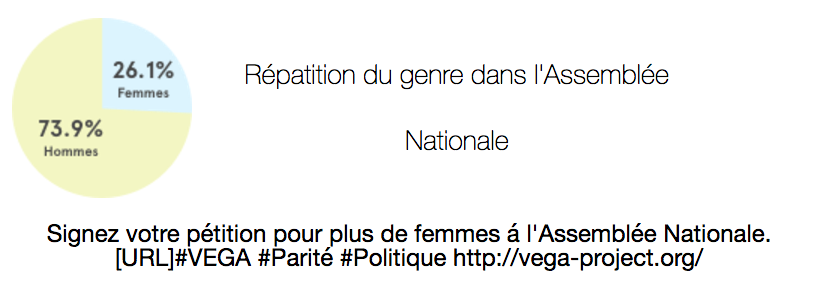 26.1%
Femmes
73.9%
Hommes
Répatition du genre dans l'Assemblée
Nationale
Signez votre pétition pour plus de femmes á l'Assemblée Nationale.
[URL]#VEGA #Parité #Politique http://vega-project.org/